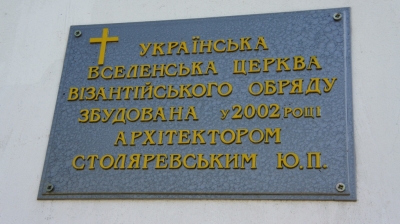 УКРАЇНСЬКА
ВСЕЛЕНСЬКА ЦЕРКВА
ВІЗАНТІЙСЬКОГО ОБРЯДУ
ЗБУДОВАНА У 2002 РОЦІ
АРХІТЕКТОРОМ
СТОЛЯРЕВСЬКИМ Ю.П.